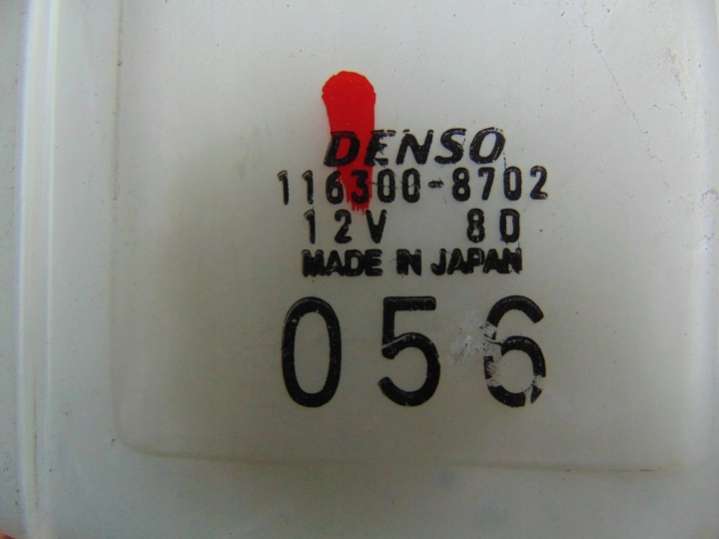 DENSO
116300-8702
12V 8D
MADE IN JAPAN
056